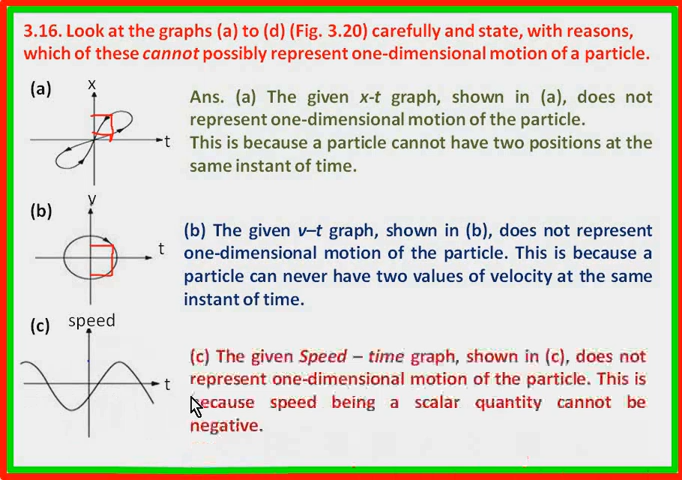 3.16. Look at the graphs (a) to (d) (Fig. 3.20) carefully and state, with reasons,
which of these cannot possibly represent one-dimensional motion of a particle.
(a)
x
t
Ans. (a) The given x-t graph, shown in (a), does not
represent one-dimensional motion of the particle.
This is because a particle cannot have two positions at the
same instant of time.
(b)
v
t
(b) The given v–t graph, shown in (b), does not represent
one-dimensional motion of the particle. This is because a
particle can never have two values of velocity at the same
instant of time.
(c)
speed
t
(c) The given Speed – time graph, shown in (c), does not
represent one-dimensional motion of the particle. This is
because speed being a scalar quantity cannot be
negative.